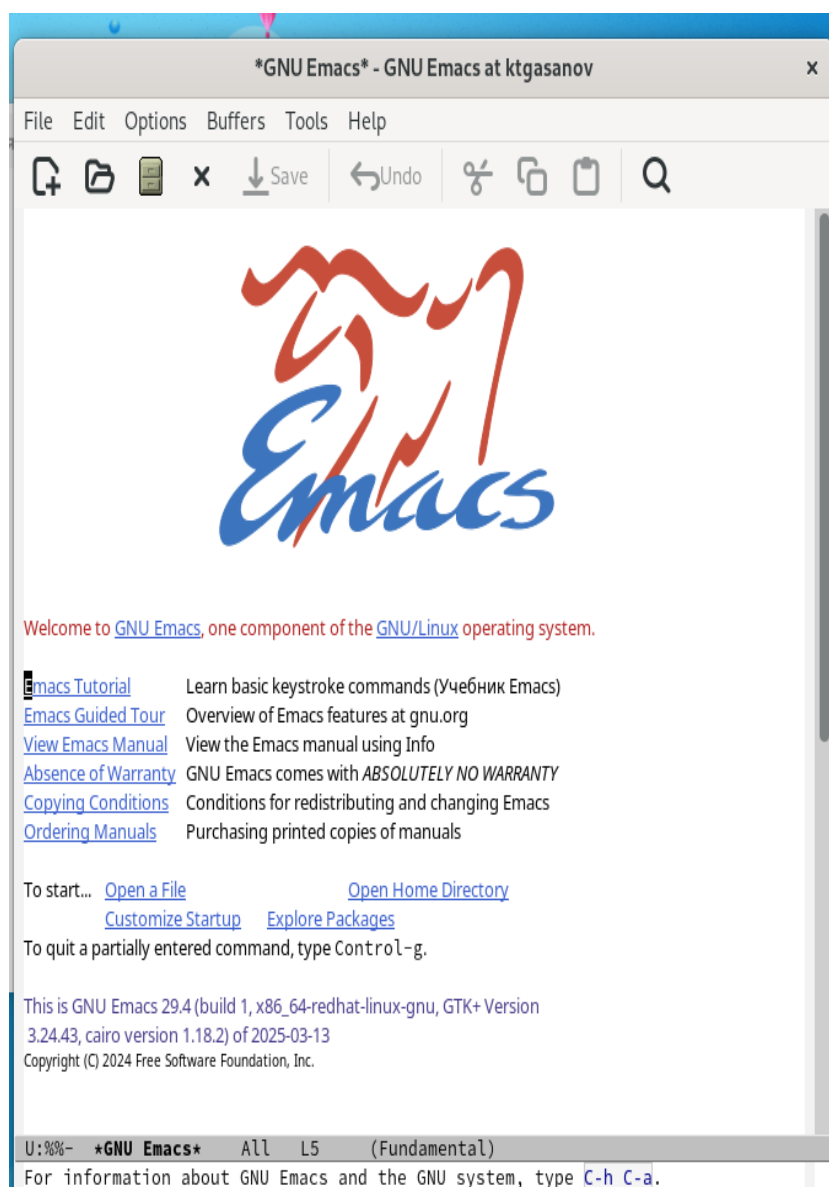 *GNU Emacs* - GNU Emacs at ktgasanov ×
File Edit Options Buffers Tools Help
Save Undo
Emacs
Welcome to GNU Emacs, one component of the GNU/Linux operating system.
Emacs Tutorial Learn basic keystroke commands (Учебник Emacs)
Emacs Guided Tour Overview of Emacs features at gnu.org
View Emacs Manual View the Emacs manual using Info
Absence of Warranty GNU Emacs comes with ABSOLUTELY NO WARRANTY
Copying Conditions Conditions for redistributing and changing Emacs
Ordering Manuals Purchasing printed copies of manuals
To start... Open a File Open Home Directory
Customize Startup Explore Packages
To quit a partially entered command, type Control-g.
This is GNU Emacs 29.4 (build 1, x86_64-redhat-linux-gnu, GTK+ Version
3.24.43, cairo version 1.18.2) of 2025-03-13
Copyright (C) 2024 Free Software Foundation, Inc.
U:%%- *GNU Emacs* All L5 (Fundamental)
For information about GNU Emacs and the GNU system, type C-h C-a.